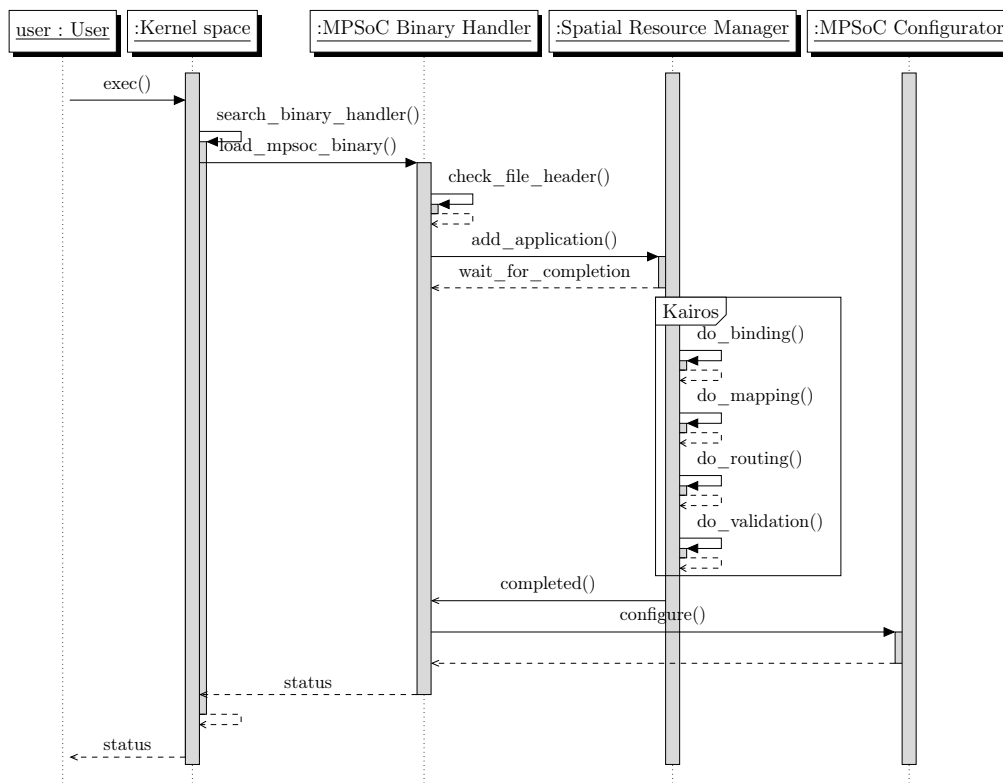 user : User
:Kernel space
:MPSoC Binary Handler
:Spatial Resource Manager
:MPSoC Configurator
exec()
search_binary_handler()
load_mpsoc_binary()
check_file_header()
add_application()
wait_for_completion
Kairos
do_binding()
do_mapping()
do_routing()
do_validation()
completed()
configure()
status
status